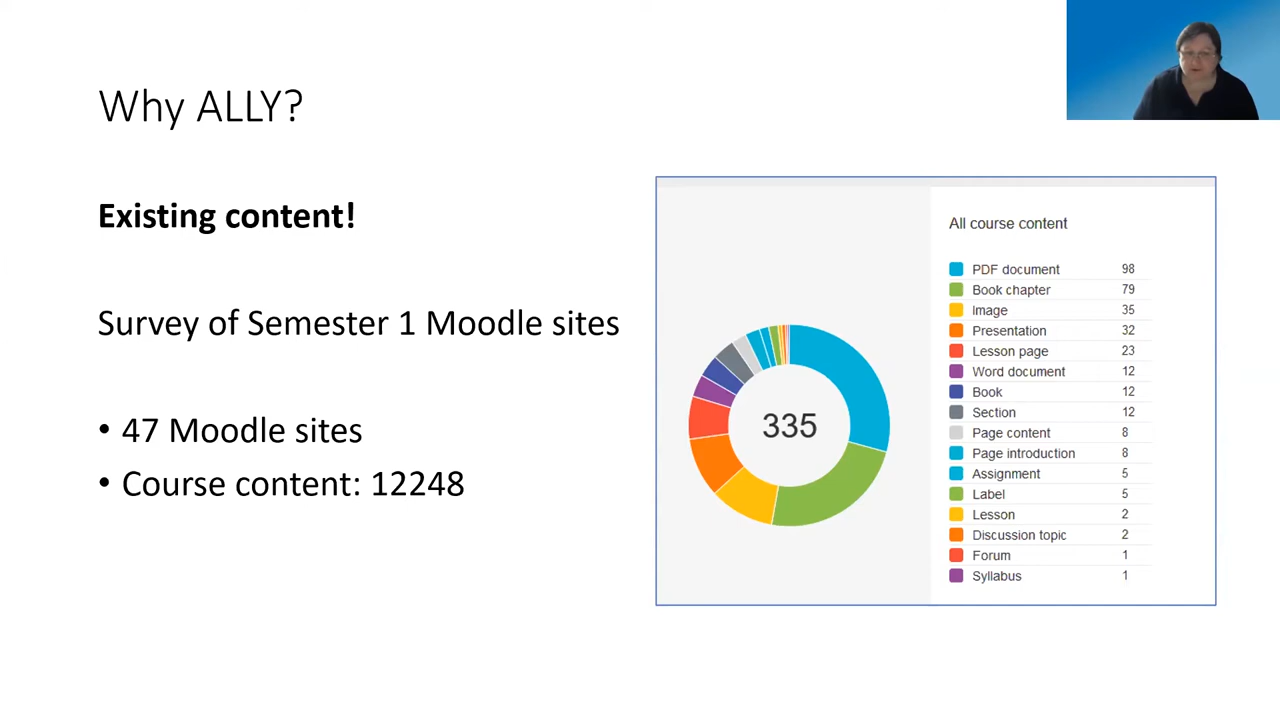 Why ALLY?
Existing content!
Survey of Semester 1 Moodle sites
• 47 Moodle sites
• Course content: 12248
335
All course content
PDF document 98
Book chapter 79
Image 35
Presentation 32
Lesson page 23
Word document 12
Book 12
Section 12
Page content 8
Page introduction 8
Assignment 5
Label 5
Lesson 2
Discussion topic 2
Forum 1
Syllabus 1